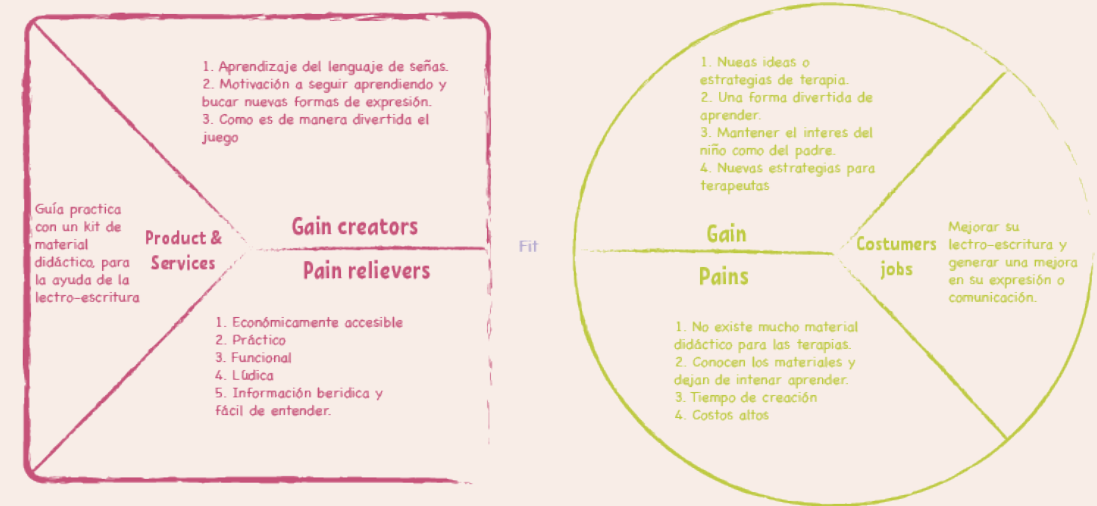 1. Aprendizaje del lenguaje de señas.
2. Motivación a seguir aprendiendo y
bucar nuevas formas de expresión.
3. Como es de manera divertida el
juego
Guía practica
con un kit de
material
didáctico, para
la ayuda de la
lectro-escritura
Product &
Services
Gain creators
Pain relievers
1. Económicamente accesible
2. Práctico
3. Funcional
4. Lúdica
5. Información beridica y
fácil de entender.
Fit
1. Nueas ideas o
estrategias de terapia.
2. Una forma divertida de
aprender.
3. Mantener el interes del
niño como del padre.
4. Nuevas estrategias para
terapeutas
Gain
Pains
Costumers
jobs
Mejorar su
lectro-escritura y
generar una mejora
en su expresión o
comunicación.
1. No existe mucho material
didáctico para las terapias.
2. Conocen los materiales y
dejan de intenar aprender.
3. Tiempo de creación
4. Costos altos